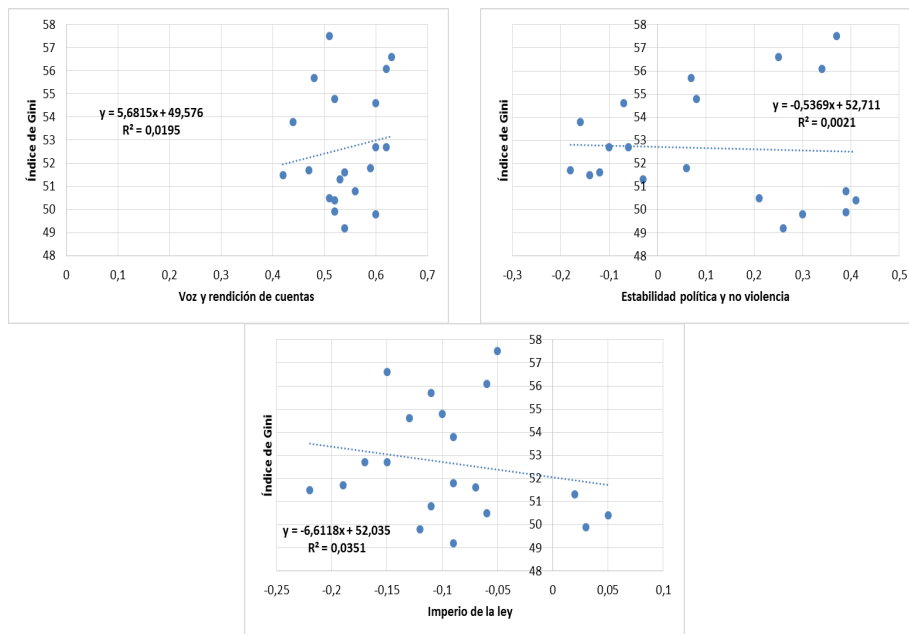 58
57
56
55
54
53
52
51
50
49
48
Índice de Gini
y = 5,6815x + 49,576
R² = 0,0195
0 0,1 0,2 0,3 0,4 0,5 0,6 0,7
Voz y rendición de cuentas
58
57
56
55
54
53
52
51
50
49
48
Índice de Gini
y = -0,5369x + 52,711
R² = 0,0021
-0,3 -0,2 -0,1 0 0,1 0,2 0,3 0,4 0,5
Estabilidad política y no violencia
58
57
56
55
54
53
52
51
50
49
48
Índice de Gini
y = -6,6118x + 52,035
R² = 0,0351
-0,25 -0,2 -0,15 -0,1 -0,05 0 0,05 0,1
Imperio de la ley